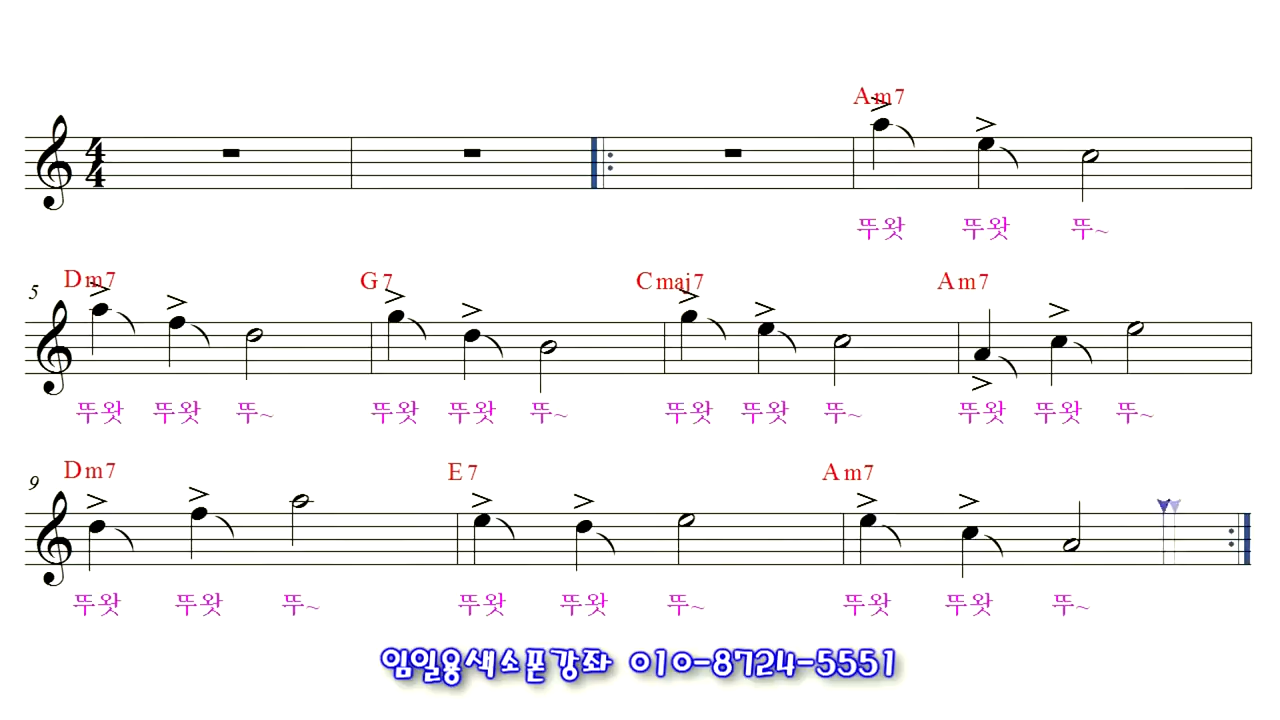 Am7
4
4
뚜왓 뚜왓 뚜~
Dm7 G7 Cmaj7 Am7
5
뚜왓 뚜왓 뚜~ 뚜왓 뚜왓 뚜~ 뚜왓 뚜왓 뚜~ 뚜왓 뚜왓 뚜~
Dm7 E7 Am7
9
뚜왓 뚜왓 뚜~ 뚜왓 뚜왓 뚜~ 뚜왓 뚜왓 뚜~
임일용색소폰강좌 010-8724-5551